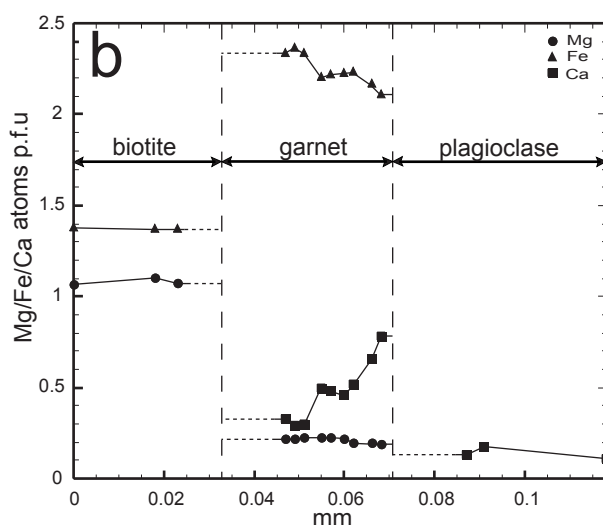 b
Mg
Fe
Ca
2.5
2
1.5
1
0.5
0
biotite garnet plagioclase
Mg/Fe/Ca atoms p.f.u
0 0.02 0.04 0.06 0.08 0.1
mm